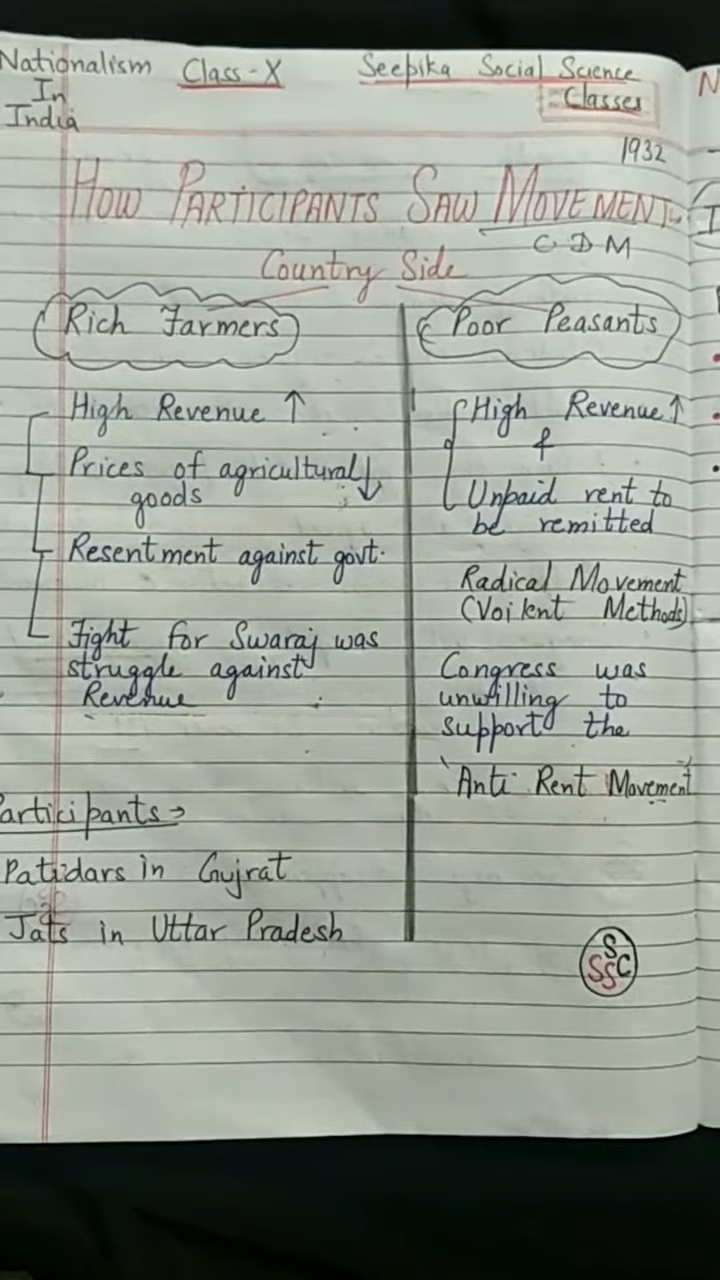 Nationalism Class-X Seepika Social Science
In Classes
India
1932
HOW PARTICIPANTS SAW MOVEMENT
CDM
Country Side
Rich Farmers
High Revenue ↑
Prices of agricultural ↓
goods
Resentment against govt.
Fight for Swaraj was
struggle against
Revenue
Participants →
Patidars in Gujrat
Jats in Uttar Pradesh
Poor Peasants
High Revenue ↑
&
Unpaid rent to
be remitted
Radical Movement
(Voilent Methods)
Congress was
unwilling to
support the
'Anti Rent Movement'
S
SSC